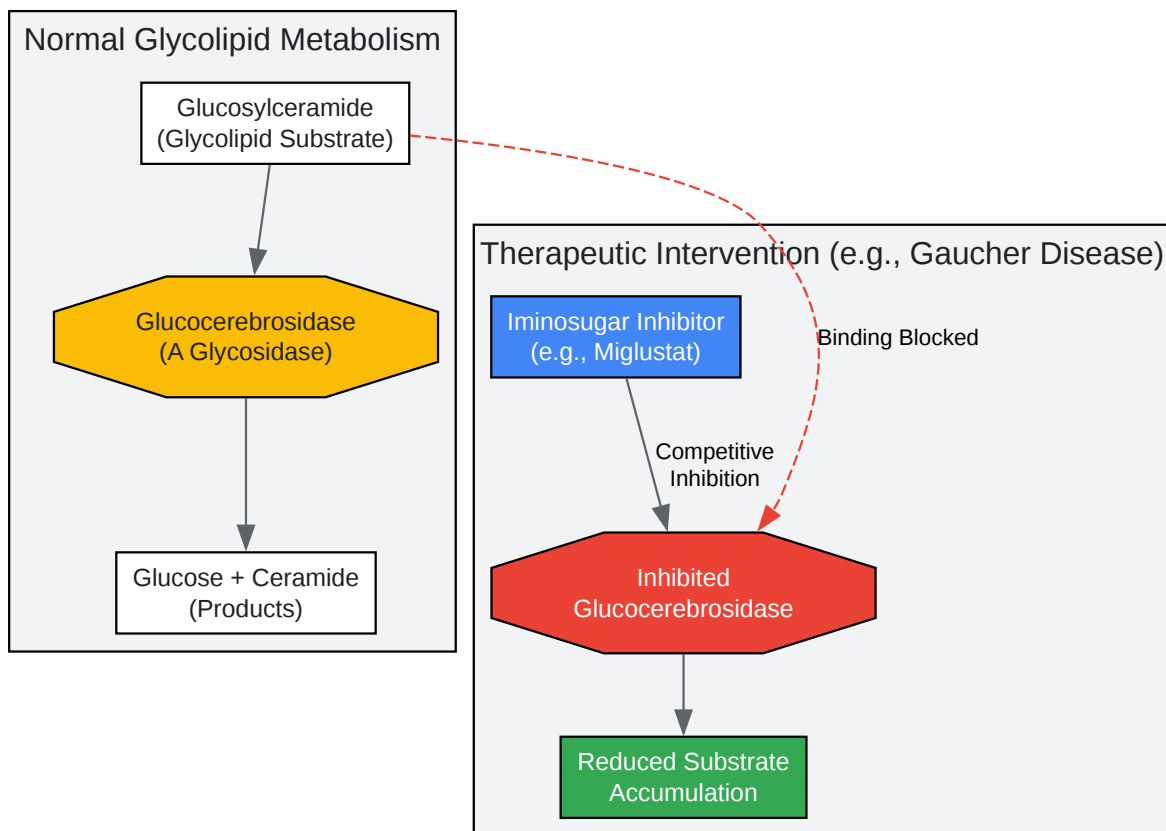 Normal Glycolipid Metabolism
Glucosylceramide
(Glycolipid Substrate)
Glucocerebrosidase
(A Glycosidase)
Glucose + Ceramide
(Products)
Therapeutic Intervention (e.g., Gaucher Disease)
Iminosugar Inhibitor
(e.g., Miglustat)
Binding Blocked
Competitive
Inhibition
Inhibited
Glucocerebrosidase
Reduced Substrate
Accumulation